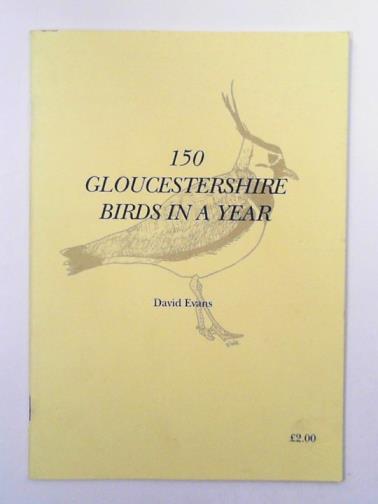 150
GLOUCESTERSHIRE
BIRDS IN A YEAR
David Evans
£2.00